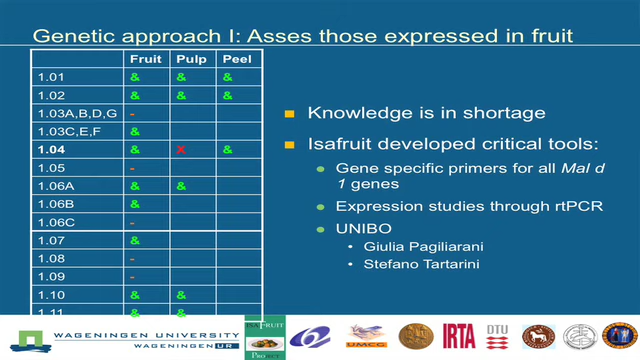 Genetic approach I: Asses those expressed in fruit
Fruit Pulp Peel
1.01 & & &
1.02 & & &
1.03A,B,D,G -
1.03C,E,F &
1.04 & X &
1.05 -
1.06A & &
1.06B &
1.06C -
1.07 &
1.08 -
1.09 -
1.10 & &
1.11 & &
Knowledge is in shortage
Isafruit developed critical tools:
Gene specific primers for all Mal d
1 genes
Expression studies through rtPCR
UNIBO
Giulia Pagiliarani
Stefano Tartarini
WAGENINGEN UNIVERSITY
WAGENINGEN UR
ISAFRUIT
PROJECT
UMCG
IRTA
DTU